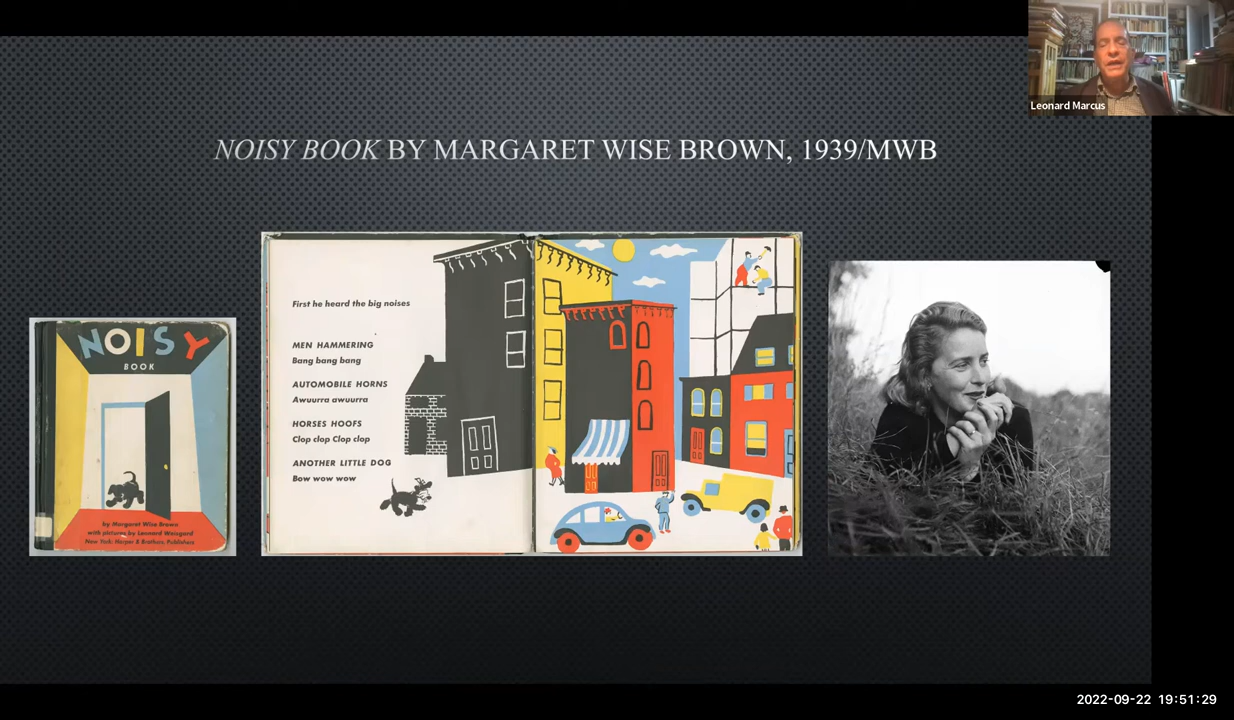 Leonard Marcus
NOISY BOOK BY MARGARET WISE BROWN, 1939/MWB
NOISY
BOOK
by Margaret Wise Brown
with pictures by Leonard Weisgard
New York: Harper & Brothers, Publishers
First he heard the big noises
MEN HAMMERING
Bang bang bang
AUTOMOBILE HORNS
Awuurra awuurra
HORSES HOOFS
Clop clop Clop clop
ANOTHER LITTLE DOG
Bow wow wow
2022-09-22 19:51:29